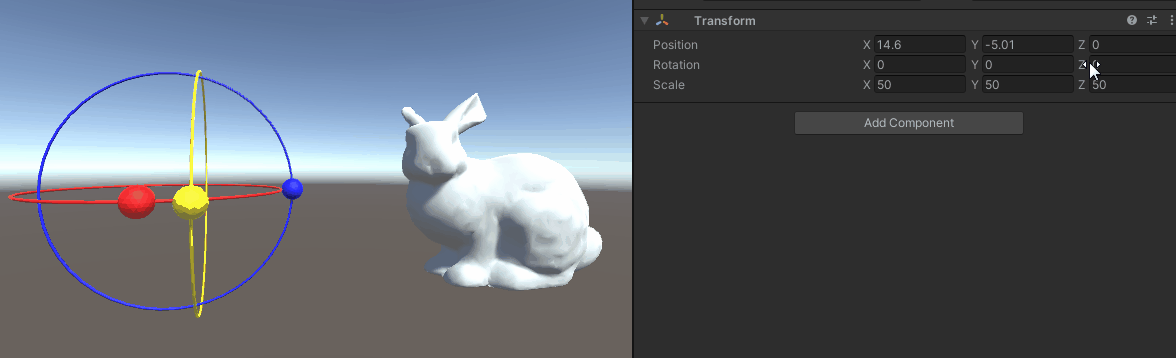 Transform
Position X 14.6 Y -5.01 Z 0
Rotation X 0 Y 0 Z
Scale X 50 Y 50 Z 50
Add Component